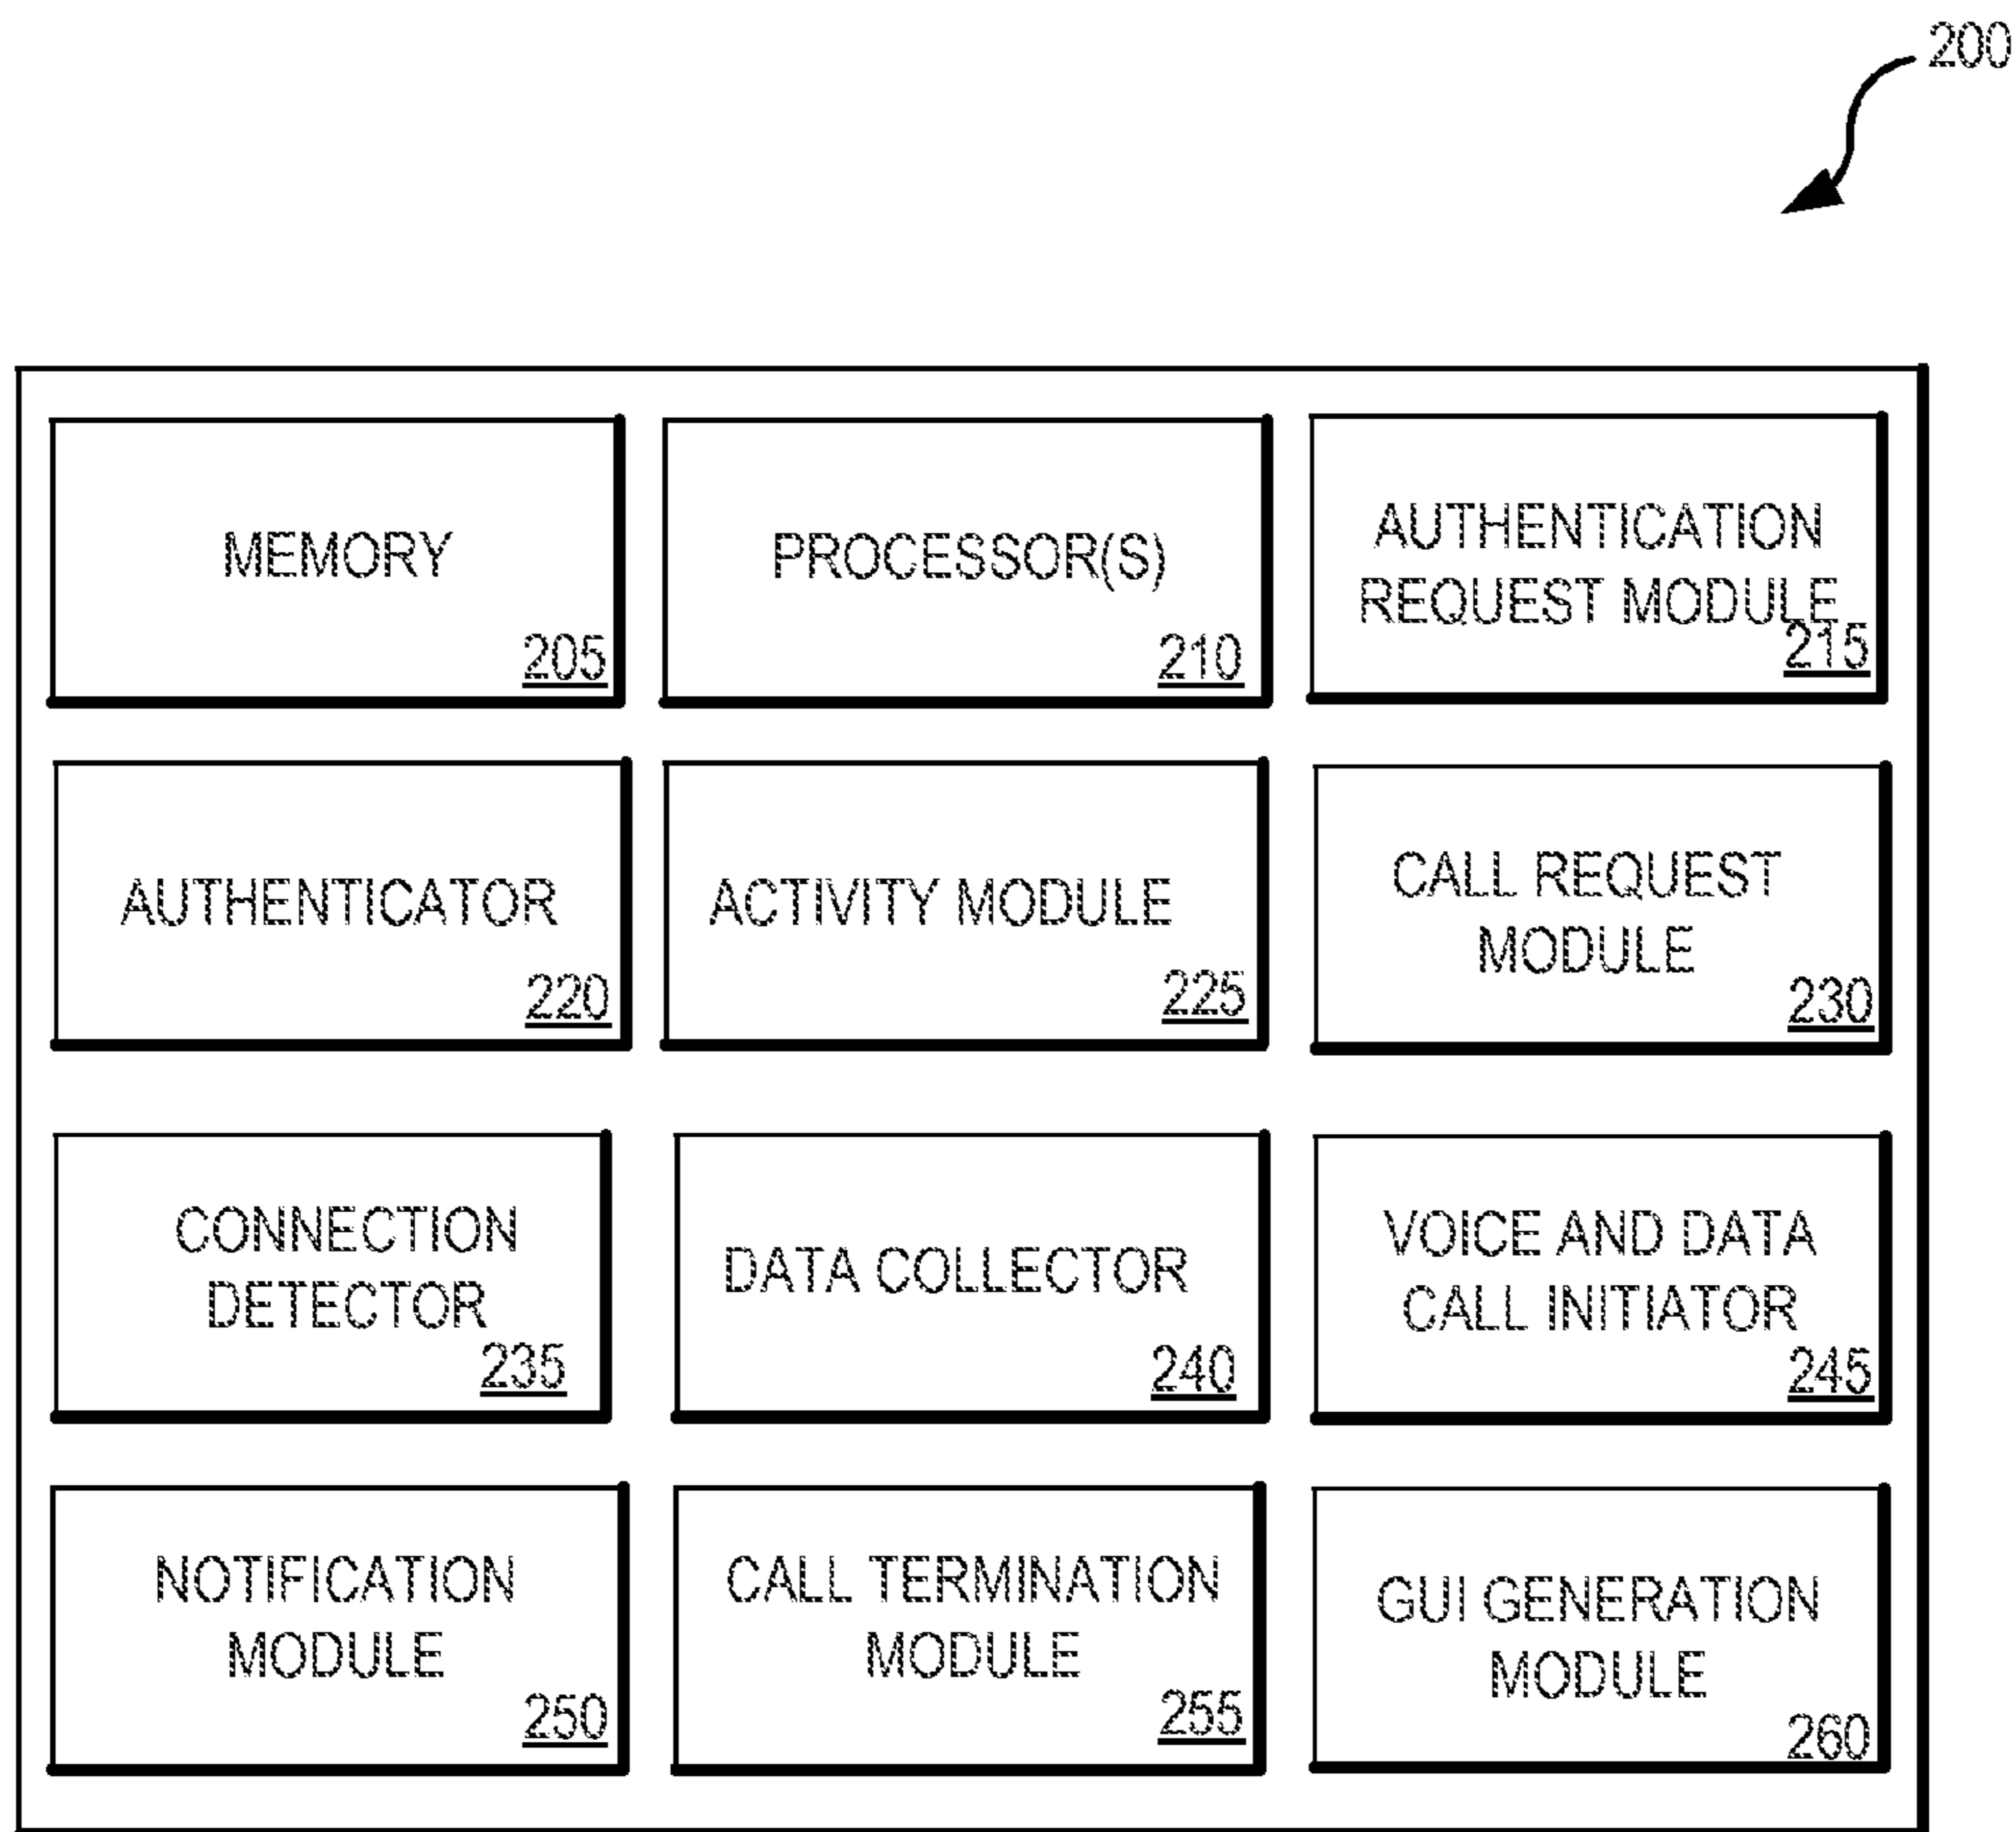 200
MEMORY
205
PROCESSOR(S)
210
AUTHENTICATION
REQUEST MODULE
215
AUTHENTICATOR
220
ACTIVITY MODULE
225
CALL REQUEST
MODULE
230
CONNECTION
DETECTOR
235
DATA COLLECTOR
240
VOICE AND DATA
CALL INITIATOR
245
NOTIFICATION
MODULE
250
CALL TERMINATION
MODULE
255
GUI GENERATION
MODULE
260